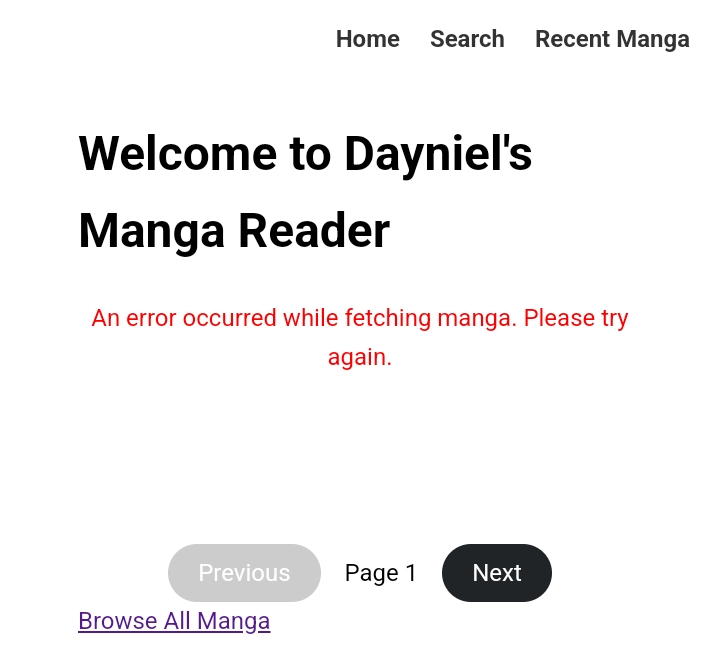 Home Search Recent Manga
Welcome to Dayniel's
Manga Reader
An error occurred while fetching manga. Please try
again.
Previous Page 1 Next
Browse All Manga